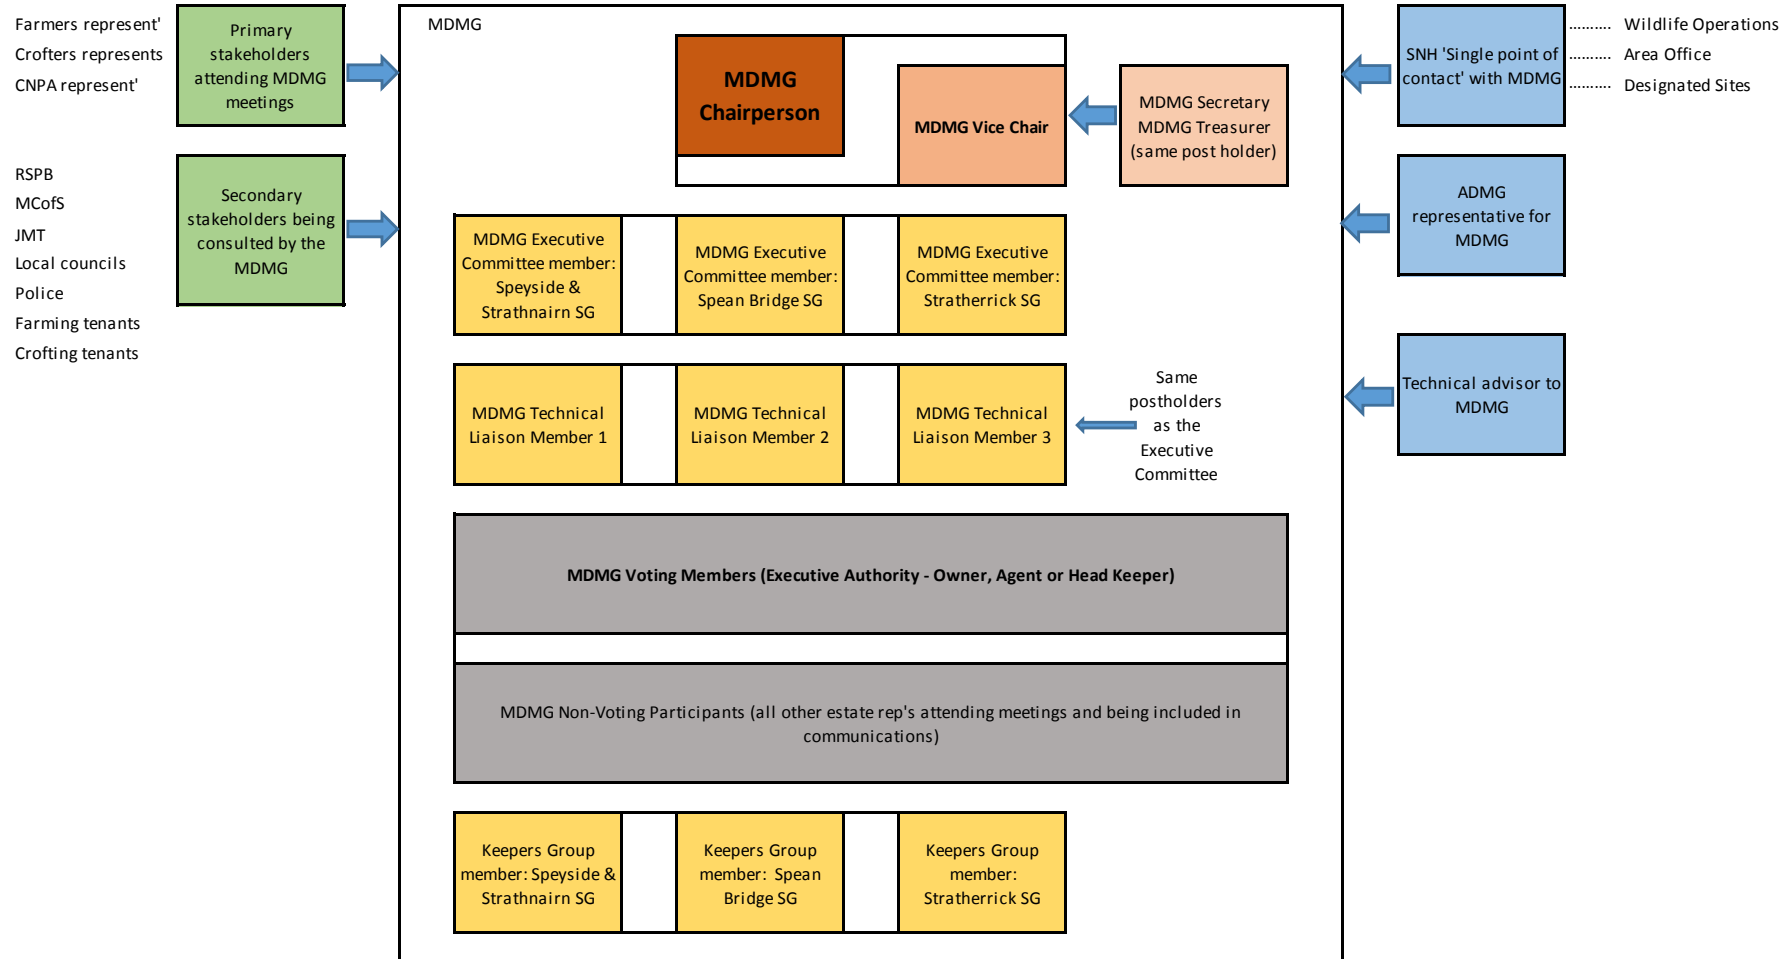 Farmers represent'
Crofters represents
CNPA represent'
Primary
stakeholders
attending MDMG
meetings
RSPB
MCofS
JMT
Local councils
Police
Farming tenants
Crofting tenants
Secondary
stakeholders being
consulted by the
MDMG
MDMG
MDMG
Chairperson
MDMG Vice Chair
MDMG Secretary
MDMG Treasurer
(same post holder)
MDMG Executive
Committee member:
Speyside &
Strathnairn SG
MDMG Executive
Committee member:
Spean Bridge SG
MDMG Executive
Committee member:
Stratherrick SG
MDMG Technical
Liaison Member 1
MDMG Technical
Liaison Member 2
MDMG Technical
Liaison Member 3
Same
postholders
as the
Executive
Committee
MDMG Voting Members (Executive Authority - Owner, Agent or Head Keeper)
MDMG Non-Voting Participants (all other estate rep's attending meetings and being included in
communications)
Keepers Group
member: Speyside &
Strathnairn SG
Keepers Group
member:  Spean
Bridge SG
Keepers Group
member:
Stratherrick SG
SNH 'Single point of
contact' with MDMG
.......... Wildlife Operations
.......... Area Office
.......... Designated Sites
ADMG
representative for
MDMG
Technical advisor to
MDMG